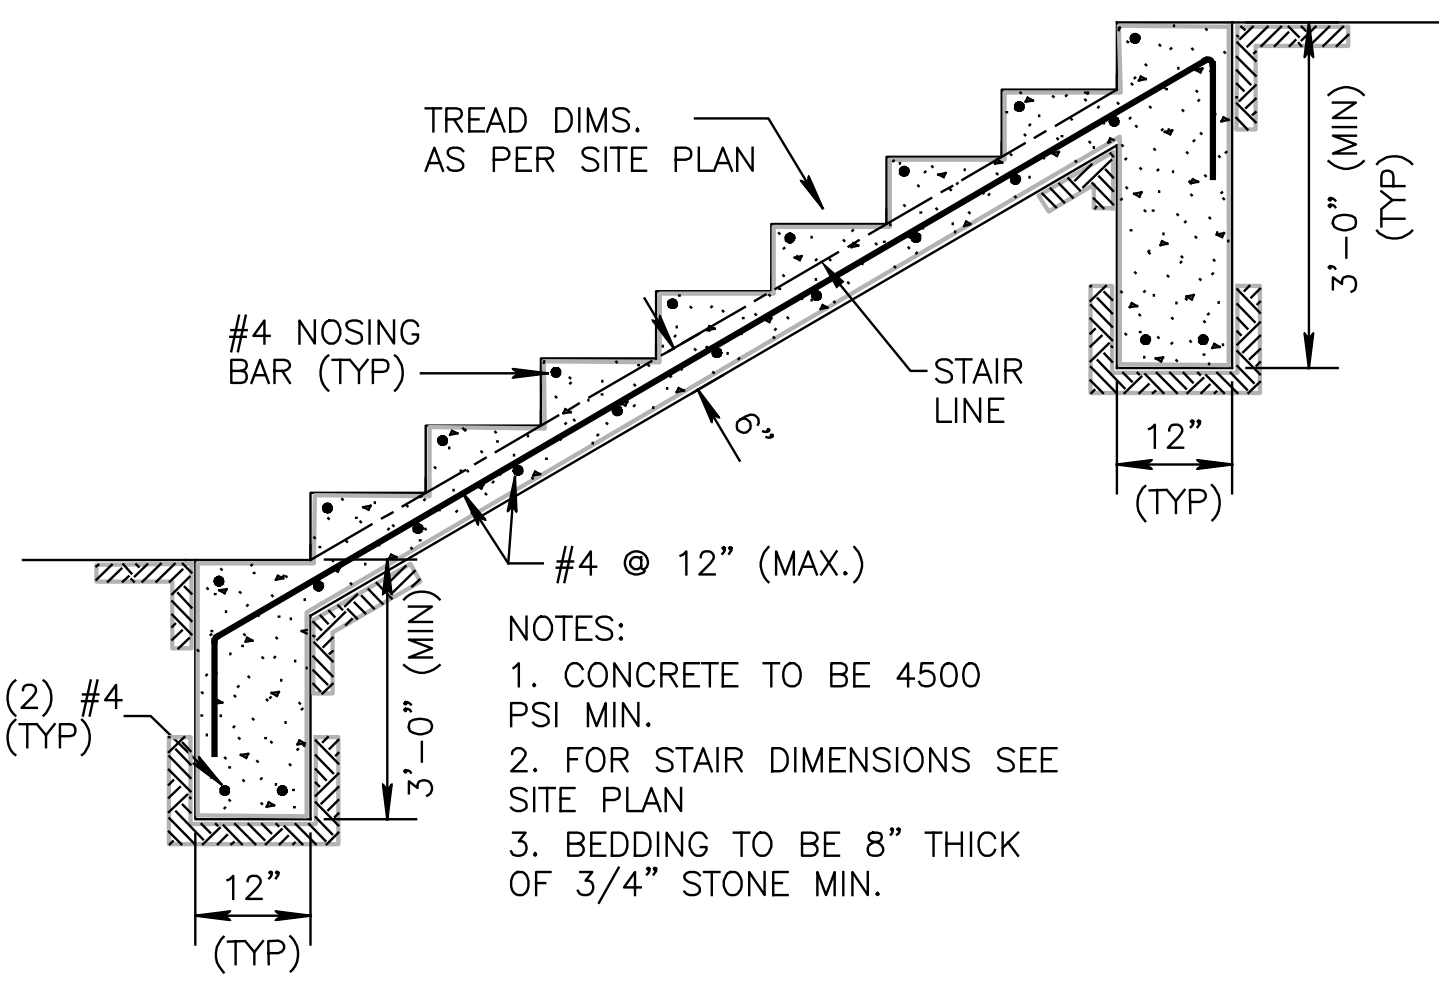 TREAD DIMS.
AS PER SITE PLAN
3'-0" (MIN)
(TYP)
#4 NOSING
BAR (TYP)
STAIR
LINE
6"
12"
(TYP)
#4 @ 12" (MAX.)
3'-0" (MIN)
(2) #4
(TYP)
12"
(TYP)
NOTES:
1. CONCRETE TO BE 4500
PSI MIN.
2. FOR STAIR DIMENSIONS SEE
SITE PLAN
3. BEDDING TO BE 8" THICK
OF 3/4" STONE MIN.